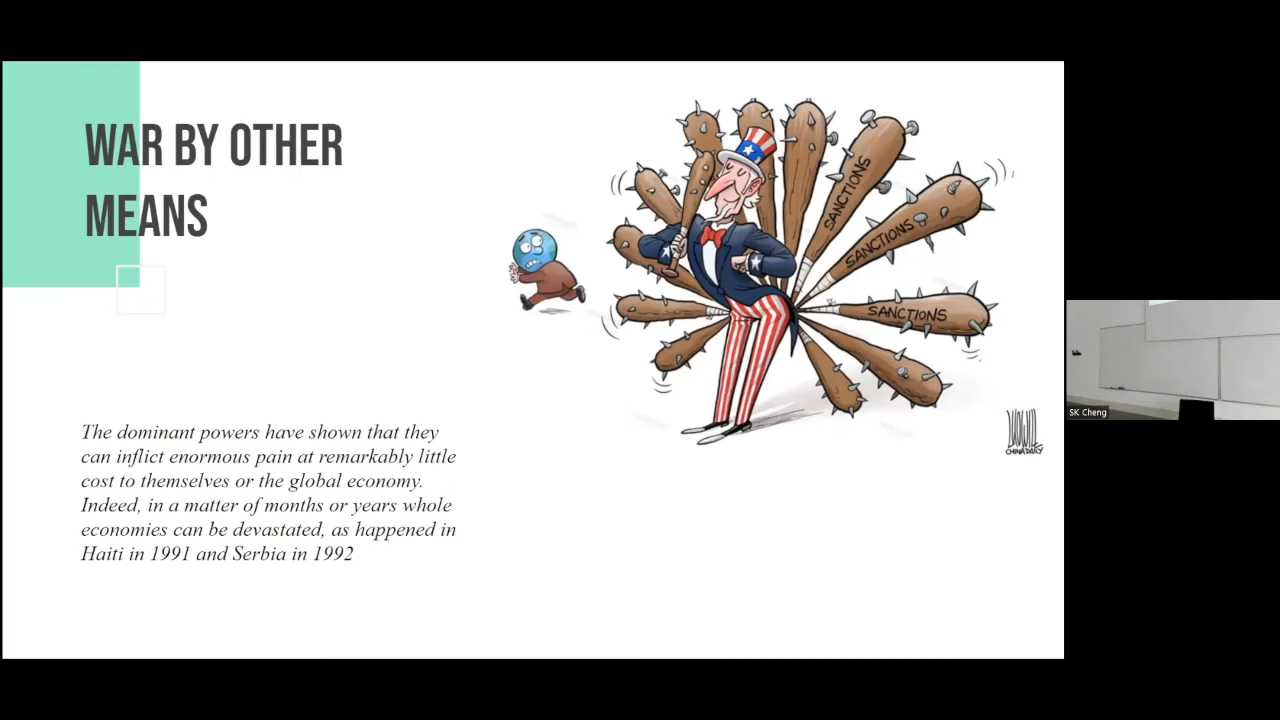 WAR BY OTHER
MEANS
SANCTIONS
SANCTIONS
SANCTIONS
The dominant powers have shown that they
can inflict enormous pain at remarkably little
cost to themselves or the global economy.
Indeed, in a matter of months or years whole
economies can be devastated, as happened in
Haiti in 1991 and Serbia in 1992
CHINA DAILY
SK Cheng